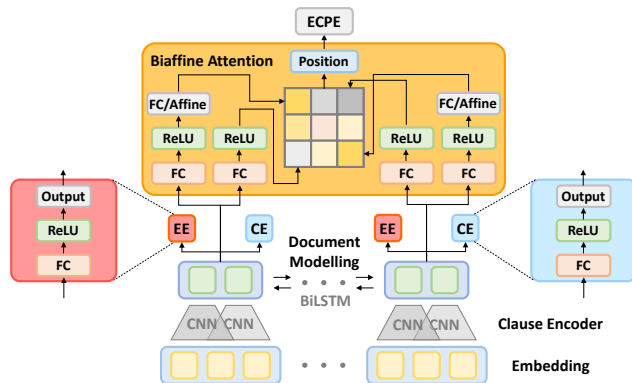 ECPE
Biaffine Attention
Position
FC/Affine
FC/Affine
ReLU
ReLU
ReLU
ReLU
FC
FC
FC
FC
Output
ReLU
FC
Output
ReLU
FC
EE
CE
EE
CE
Document
Modelling
BiLSTM
CNN
CNN
CNN
CNN
Clause Encoder
Embedding